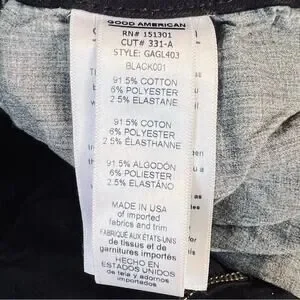 GOOD AMERICAN
RN# 151301
CUT# 331-A
STYLE: GAGL403
BLACK001
91.5% COTTON
6% POLYESTER
2.5% ELASTANE
91.5% COTON
6% POLYESTER
2.5% ÉLASTHANNE
91.5% ALGODÓN
6% POLIESTER
2.5% ELASTÁNO
MADE IN USA
of imported
fabrics and trim
FABRIQUÉ AUX ÉTATS-UNIS
de tissus et de
garnitures importés
HECHO EN
ESTADOS UNIDOS
de tela y adornos
importados